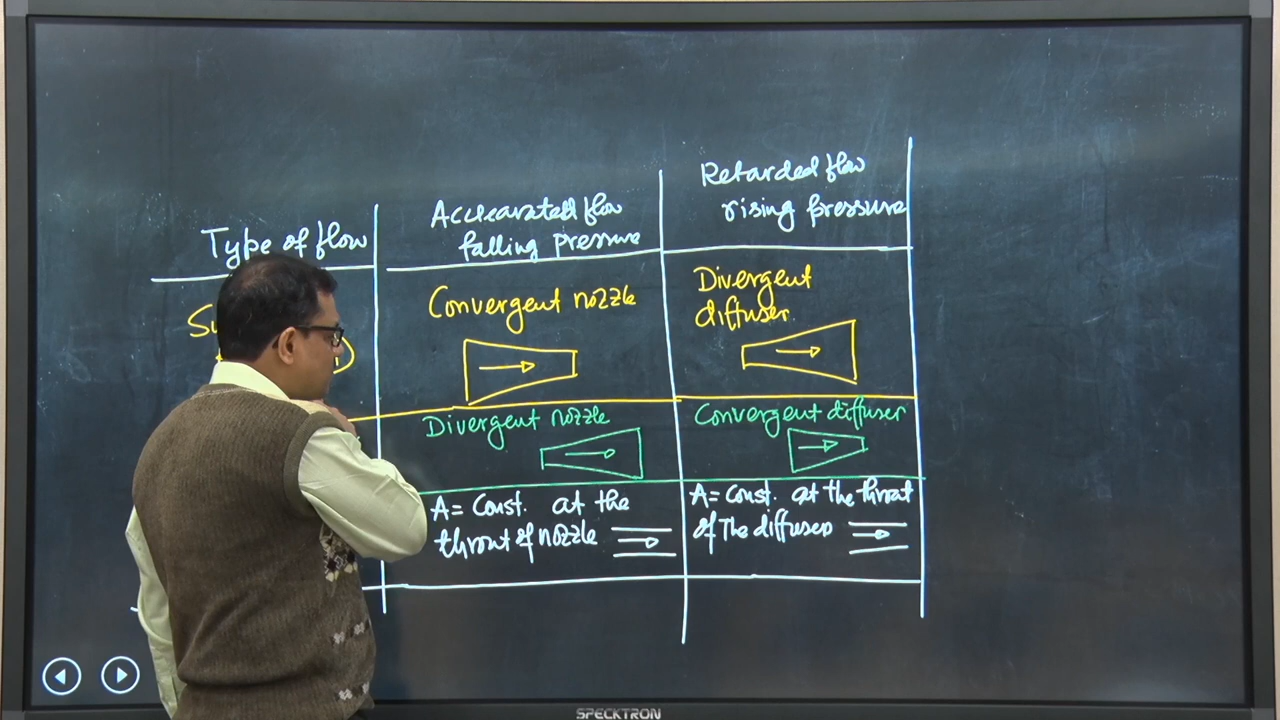 Retarded flow
rising pressure
Type of flow
Acclearated flow
falling pressure
Convergent nozzle
Divergent
diffuser.
Divergent nozzle
Convergent diffuser
A = Const. at the
throat of nozzle
A = Const. at the throat
of The diffuser
SPECKTRON